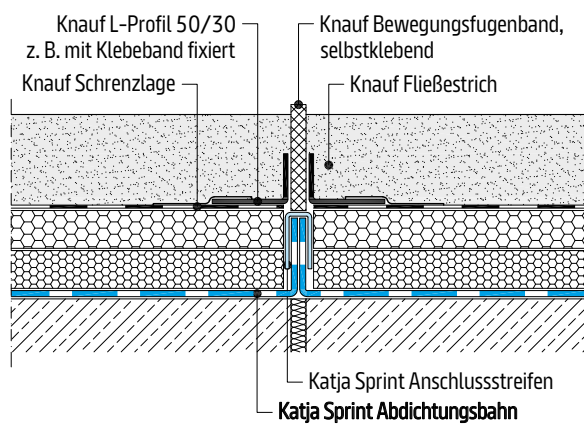 Knauf L-Profil 50/30
z. B. mit Klebeband fixiert
Knauf Schrenzlage
Knauf Bewegungsfugenband,
selbstklebend
Knauf Fließestrich
Katja Sprint Anschlussstreifen
Katja Sprint Abdichtungsbahn